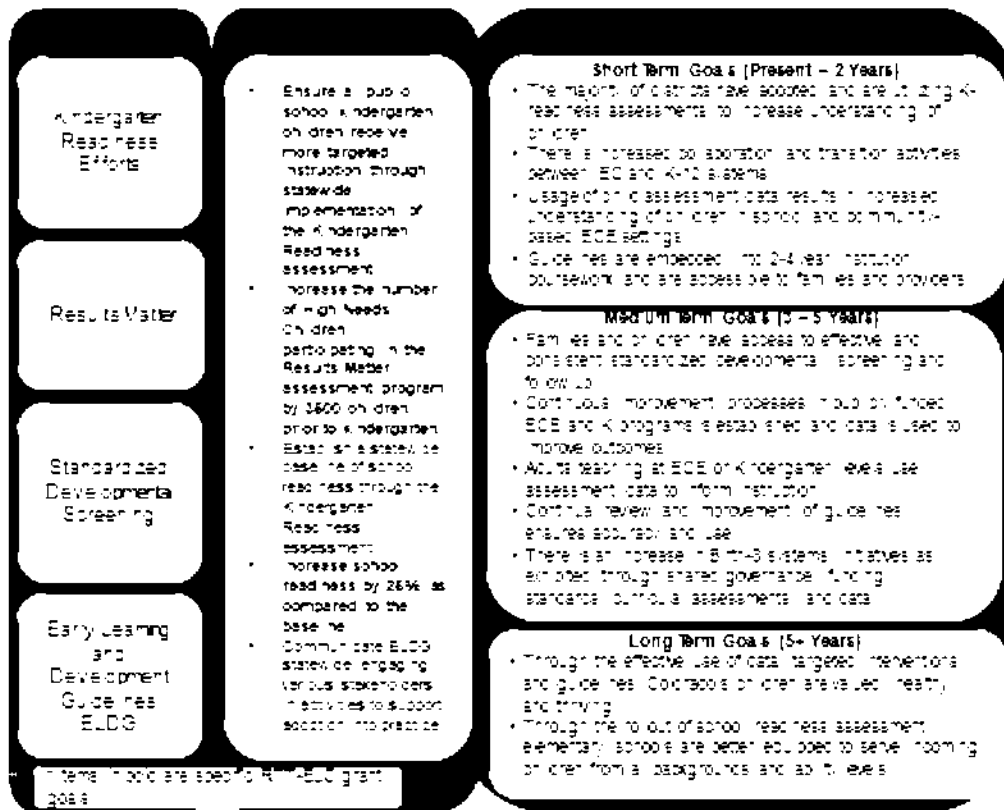 Kindergarten
Readiness
Efforts
Results Matter
Standardized
Developmental
Screening
Early Learning
and
Development
Guidelines
ELDG
• Ensure all public
school kindergarten
children receive
more targeted
instruction through
statewide
implementation of
the Kindergarten
Readiness
assessment
• Increase the number
of High Needs
Children
participating in the
Results Matter
assessment program
by 3600 children
prior to kindergarten
• Establish a statewide
baseline of school
readiness through the
Kindergarten
Readiness
assessment
• Increase school
readiness by 25% as
compared to the
baseline
• Communicate ELDG
statewide engaging
various stakeholders
in activities to support
adoption into practice
Short Term Goals (Present – 2 Years)
• The majority of districts have adopted and are utilizing K-
readiness assessments to increase understanding of
children
• There is increased collaboration and transition activities
between EC and K-12 systems
• Usage of child assessment data results in increased
understanding of children in school and community-
based ECE settings
• Guidelines are embedded into 2-4 year institution
coursework and are accessible to families and providers
Medium Term Goals (3 – 5 Years)
• Families and children have access to effective and
consistent standardized developmental screening and
follow up
• Continuous improvement processes in publicly funded
ECE and K programs is established and data is used to
improve outcomes
• Adults teaching at ECE or Kindergarten levels use
assessment data to inform instruction
• Continual review and improvement of guidelines
ensures accuracy and use
• There is an increase in Birth-8 systems initiatives as
exhibited through shared governance, funding,
standards, curricula, assessments, and data
Long Term Goals (5+ Years)
• Through the effective use of data, targeted interventions
and guidelines, Colorado's children are valued, healthy
and thriving
• Through the rollout of school readiness assessment
elementary schools are better equipped to serve incoming
children from all backgrounds and ability levels
Items in bold are specific grant
goals